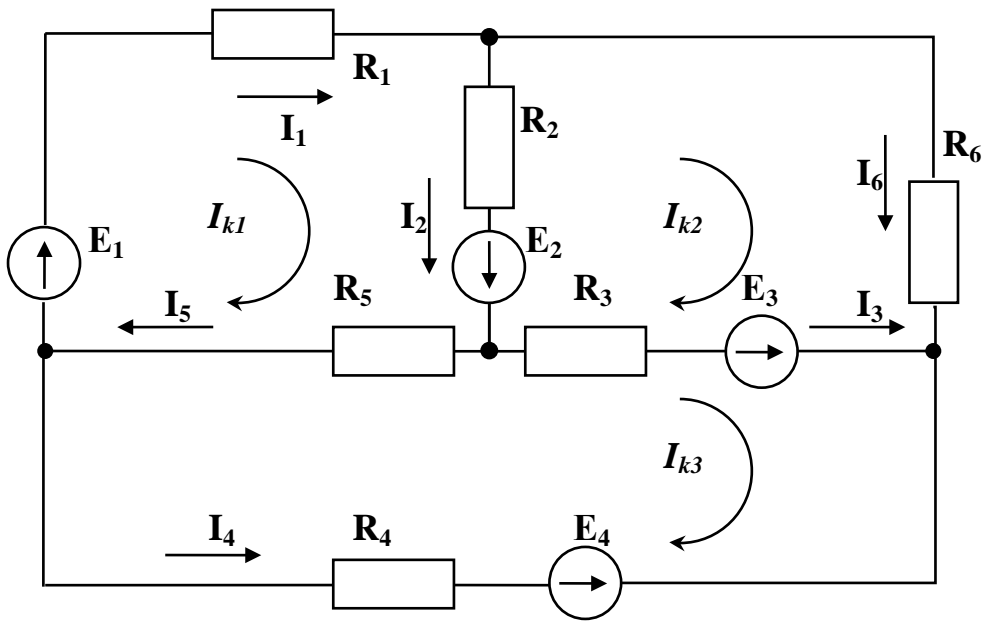 R₁
I₁
R₂
R₆
I₆
Iₖ₁
I₂
Iₖ₂
E₁
E₂
I₅
R₅
R₃
E₃
I₃
Iₖ₃
I₄
R₄
E₄